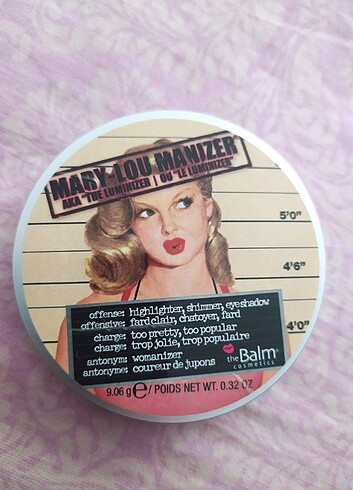 MARY-LOU MANIZER®
AKA "THE LUMINIZER" | OU "LE LUMINIZER"
5'0"
4'6"
4'0"
offense: highlighter, shimmer, eyeshadow
offensive: fard clair, chatoyer, fard
charge: too pretty, too popular
charge: trop jolie, trop populaire
antonym: womanizer
antonyme: coureur de jupons
theBalm®
cosmetics
9.06 g℮/ POIDS NET WT. 0.32 OZ.